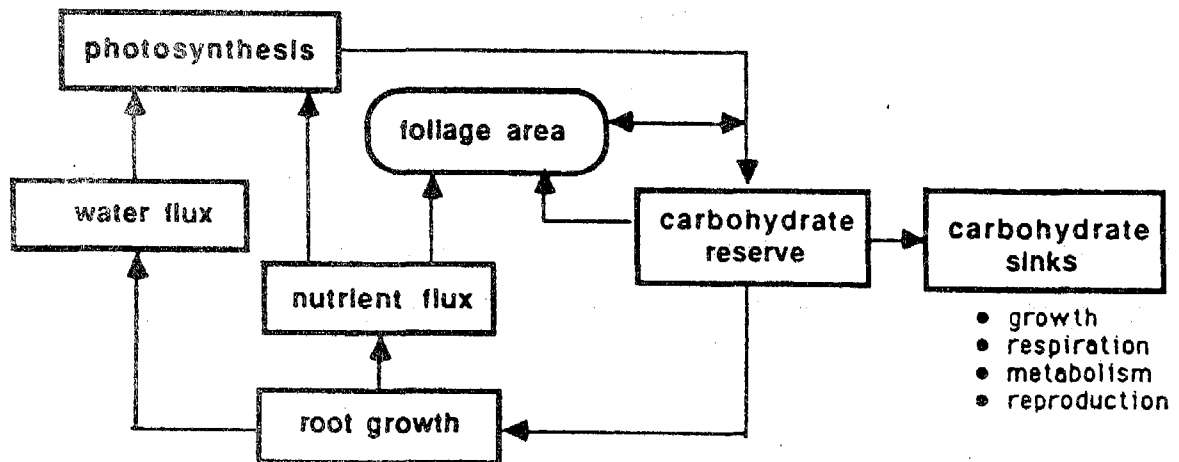 photosynthesis
foliage area
water flux
carbohydrate
reserve
carbohydrate
sinks
nutrient flux
• growth
• respiration
• metabolism
• reproduction
root growth